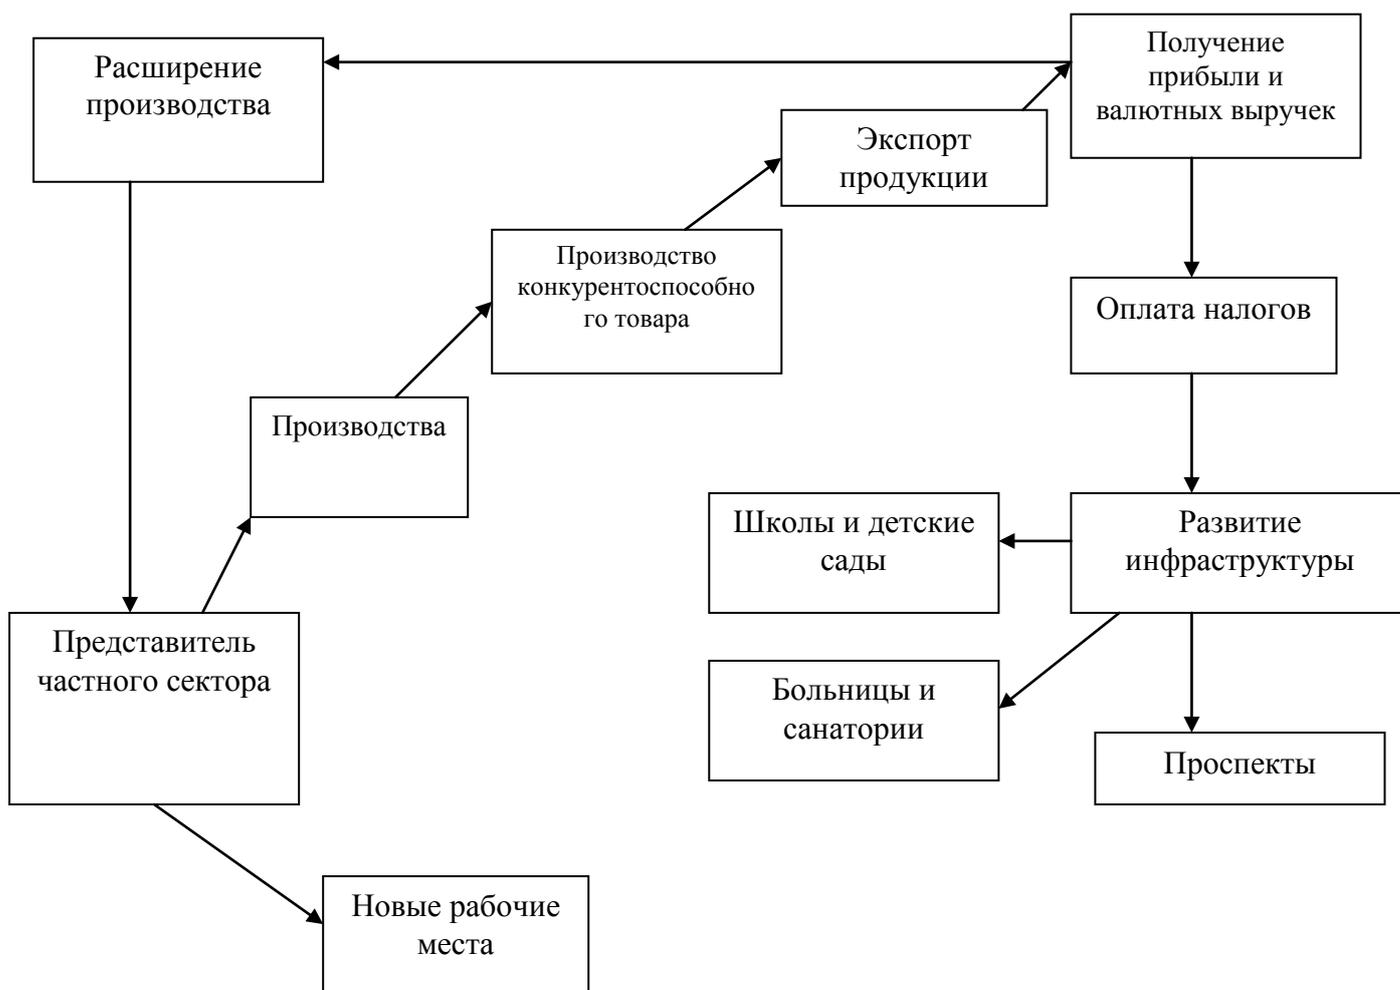 Расширение
производства
Получение
прибыли и
валютных выручек
Экспорт
продукции
Производство
конкурентоспособно
го товара
Оплата налогов
Производства
Школы и детские
сады
Развитие
инфраструктуры
Представитель
частного сектора
Больницы и
санатории
Проспекты
Новые рабочие
места